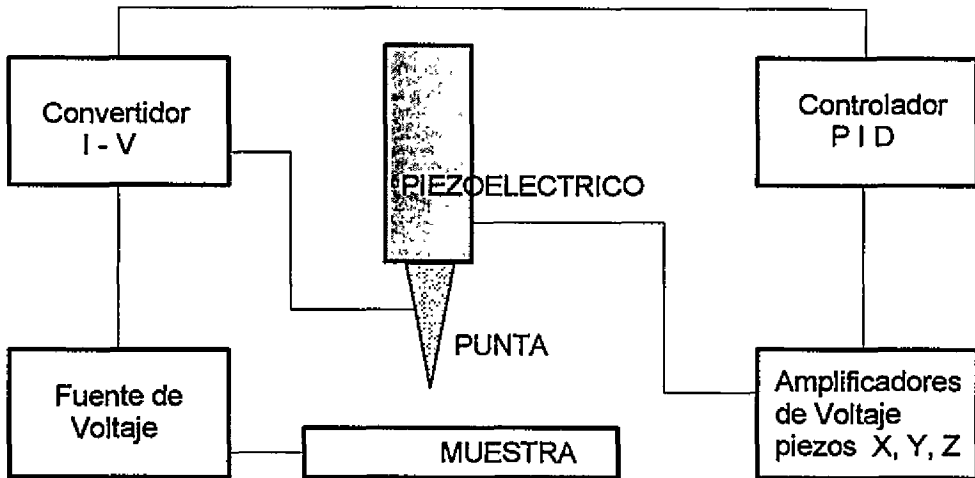 Convertidor
I - V
Controlador
P I D
PIEZOELECTRICO
PUNTA
Fuente de
Voltaje
MUESTRA
Amplificadores
de Voltaje
piezos X, Y, Z